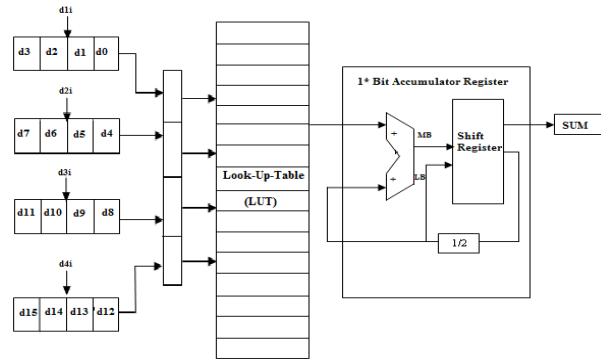 d1i
d3 d2 d1 d0
d2i
d7 d6 d5 d4
d3i
d11 d10 d9 d8
d4i
d15 d14 d13 'd12
Look-Up-Table
(LUT)
1* Bit Accumulator Register
+
+
MB
LB
Shift
Register
1/2
SUM